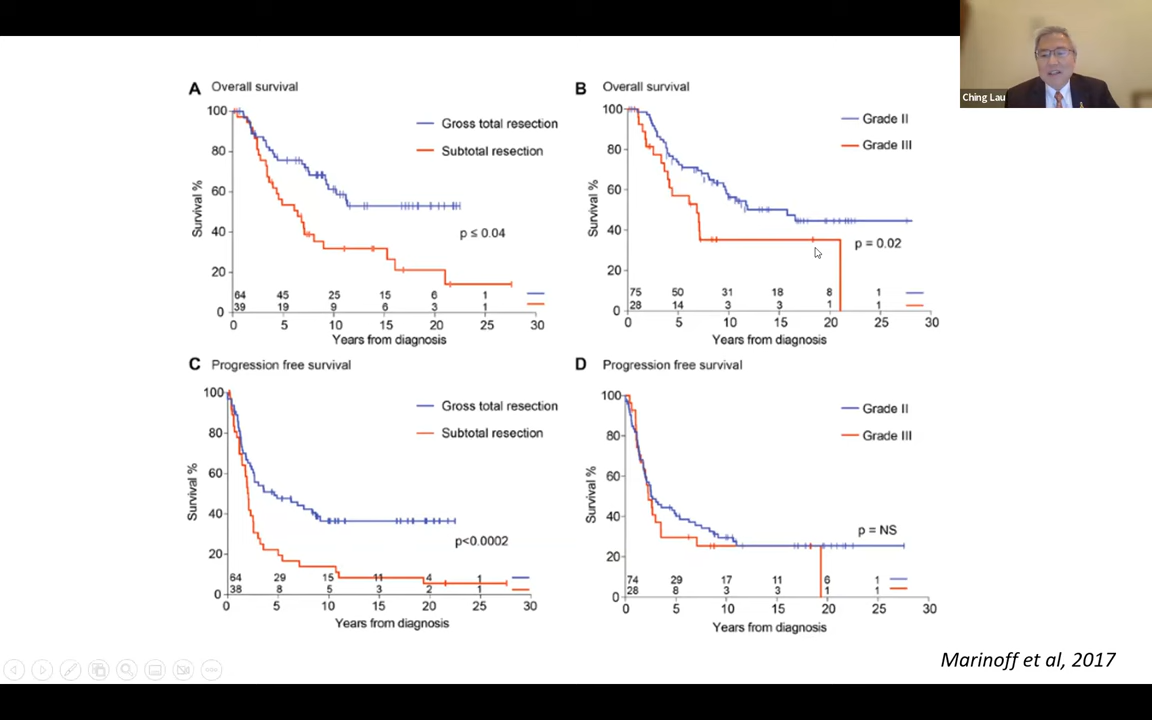 Ching Lau
A Overall survival
Gross total resection
Subtotal resection
Survival %
100
80
60
40
20
0
p ≤ 0.04
64 45 25 15 6 1
39 19 9 6 3 1
0 5 10 15 20 25 30
Years from diagnosis
B Overall survival
Grade II
Grade III
Survival %
100
80
60
40
20
0
p = 0.02
75 50 31 18 8 1
28 14 3 3 1 1
0 5 10 15 20 25 30
Years from diagnosis
C Progression free survival
Gross total resection
Subtotal resection
Survival %
100
80
60
40
20
0
p<0.0002
64 29 15 11 4 1
38 8 5 3 2 1
0 5 10 15 20 25 30
Years from diagnosis
D Progression free survival
Grade II
Grade III
Survival %
100
80
60
40
20
0
p = NS
74 29 17 11 6 1
28 8 3 3 1 1
0 5 10 15 20 25 30
Years from diagnosis
Marinoff et al, 2017